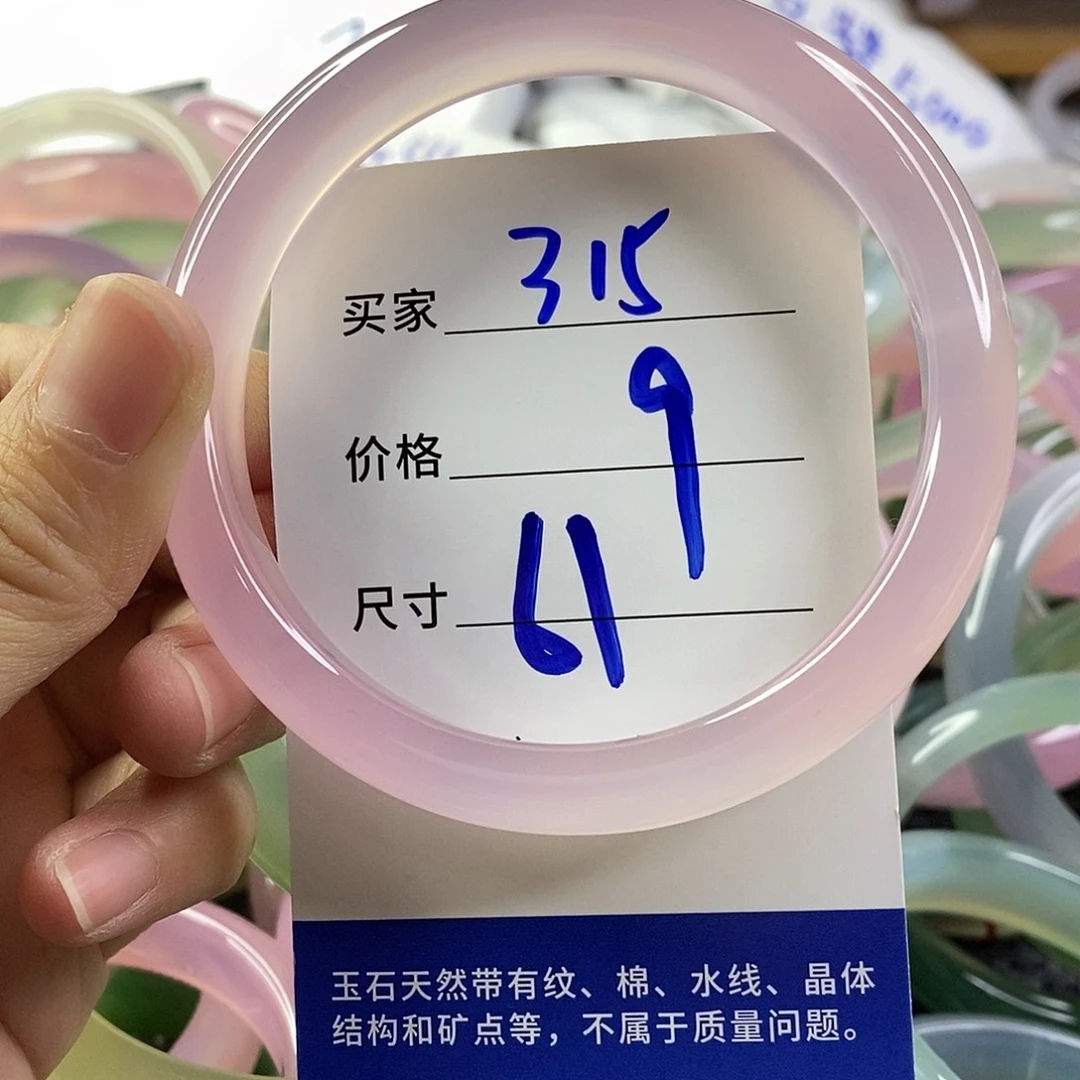 买家 315
价格 9
尺寸 61
玉石天然带有纹、棉、水线、晶体
结构和矿点等，不属于质量问题。